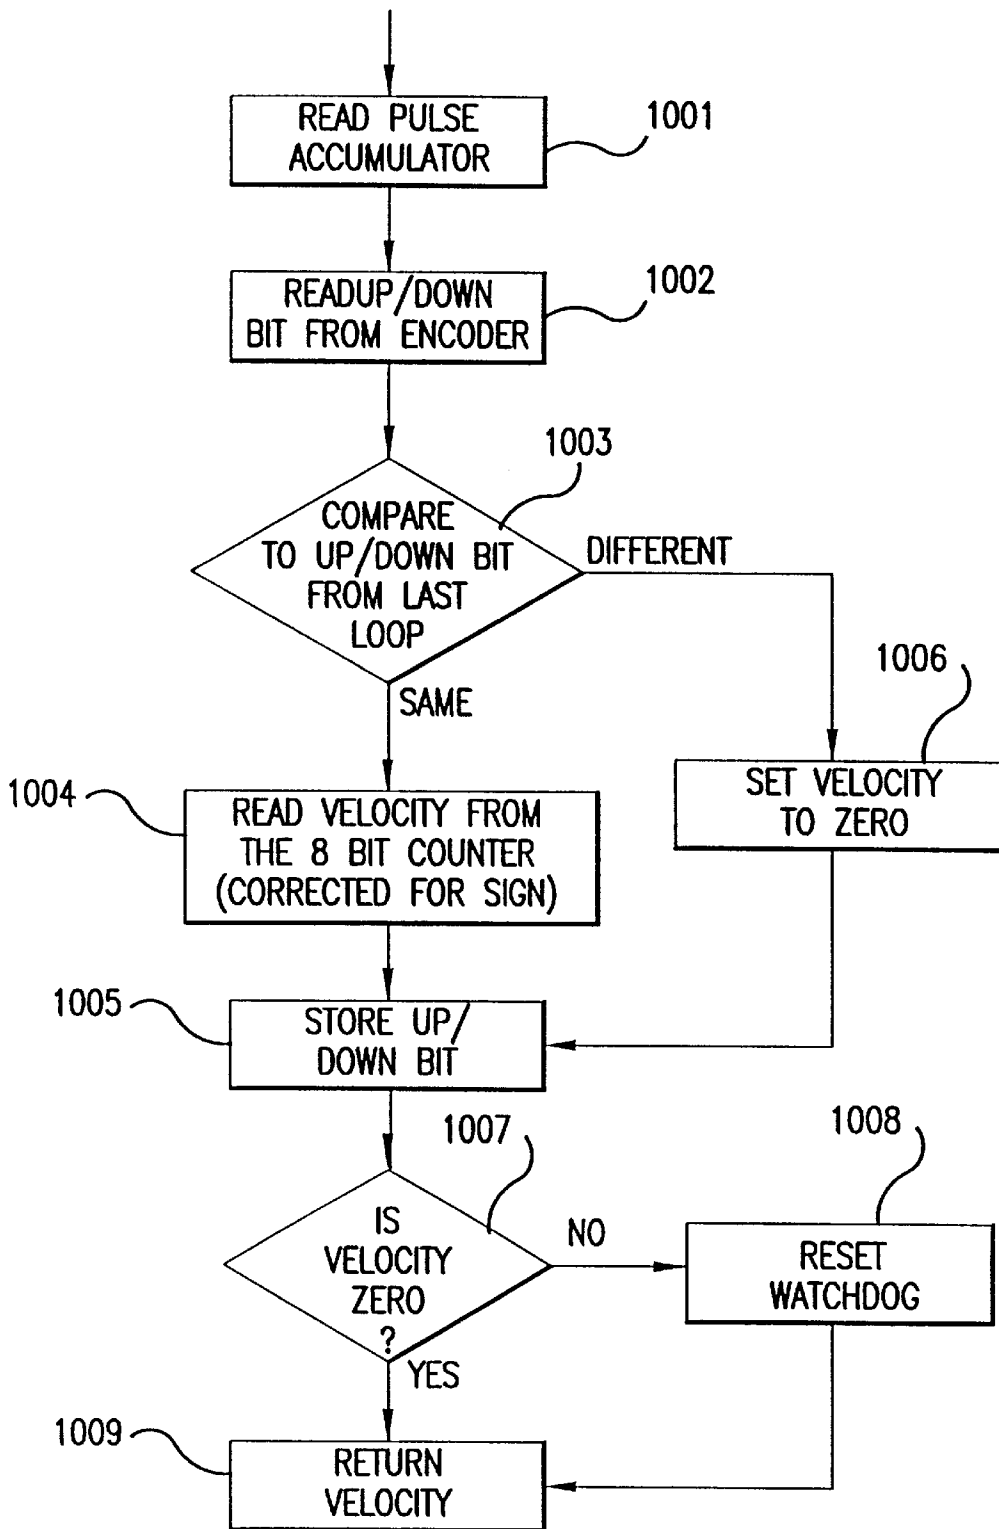 READ PULSE
ACCUMULATOR
1001
READUP/DOWN
BIT FROM ENCODER
1002
1003
COMPARE
TO UP/DOWN BIT
FROM LAST
LOOP
DIFFERENT
SAME
1006
SET VELOCITY
TO ZERO
1004
READ VELOCITY FROM
THE 8 BIT COUNTER
(CORRECTED FOR SIGN)
1005
STORE UP/
DOWN BIT
1007
IS
VELOCITY
ZERO
?
NO
YES
1008
RESET
WATCHDOG
1009
RETURN
VELOCITY